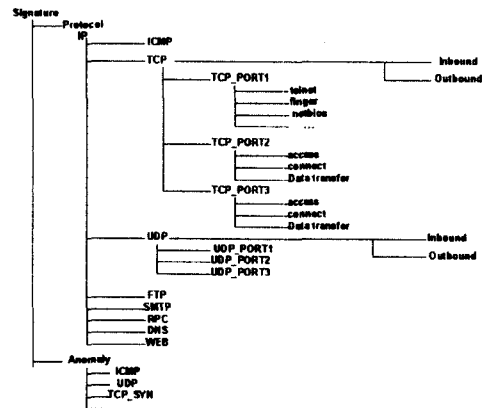 Signature
Protocol
IP
ICMP
TCP
Inbound
Outbound
TCP_PORT1
telnet
finger
netbios
...
TCP_PORT2
access
connect
Data transfer
TCP_PORT3
access
connect
Data transfer
UDP
Inbound
Outbound
UDP_PORT1
UDP_PORT2
UDP_PORT3
FTP
SMTP
RPC
DNS
WEB
Anomaly
ICMP
UDP
TCP_SYN
...